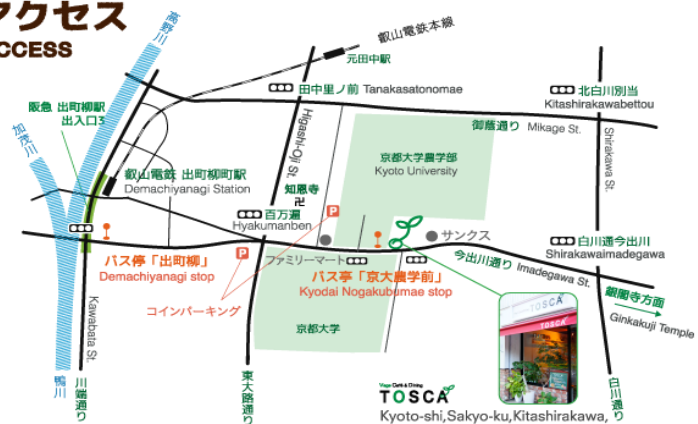 アクセス
ACCESS
高野川
叡山電鉄本線
元田中駅
田中里ノ前 Tanakasatonomae
北白川別当
Kitashirakawabettou
阪急 出町柳駅
出入口3
加茂川
Higashi-Oji St.
御蔭通り Mikage St.
Shirakawa St.
京都大学農学部
Kyoto University
叡山電鉄 出町柳町駅
Demachiyanagi Station
知恩寺
卍
P
百万遍
Hyakumanben
サンクス
白川通今出川
Shirakawaimadegawa
バス停「出町柳」
Demachiyanagi stop
P
ファミリーマート
バス亭「京大農学前」
Kyodai Nogakubumae stop
今出川通り Imadegawa St.
銀閣寺方面
Ginkakuji Temple
コインパーキング
Kawabata St.
京都大学
TOSCA
TOSCA
鴨川
川端通り
東大路通り
白川通り
Vege Café & Dining
TOSCA
Kyoto-shi,Sakyo-ku,Kitashirakawa,